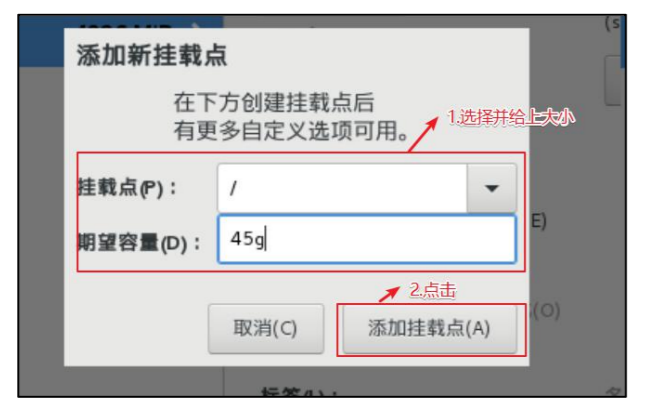 添加新挂载点
在下方创建挂载点后
有更多自定义选项可用。
1.选择并给上大小
挂载点(P)： /
期望容量(D)： 45g
E)
2.点击
取消(C) 添加挂载点(A)
(O)
标签(L)：